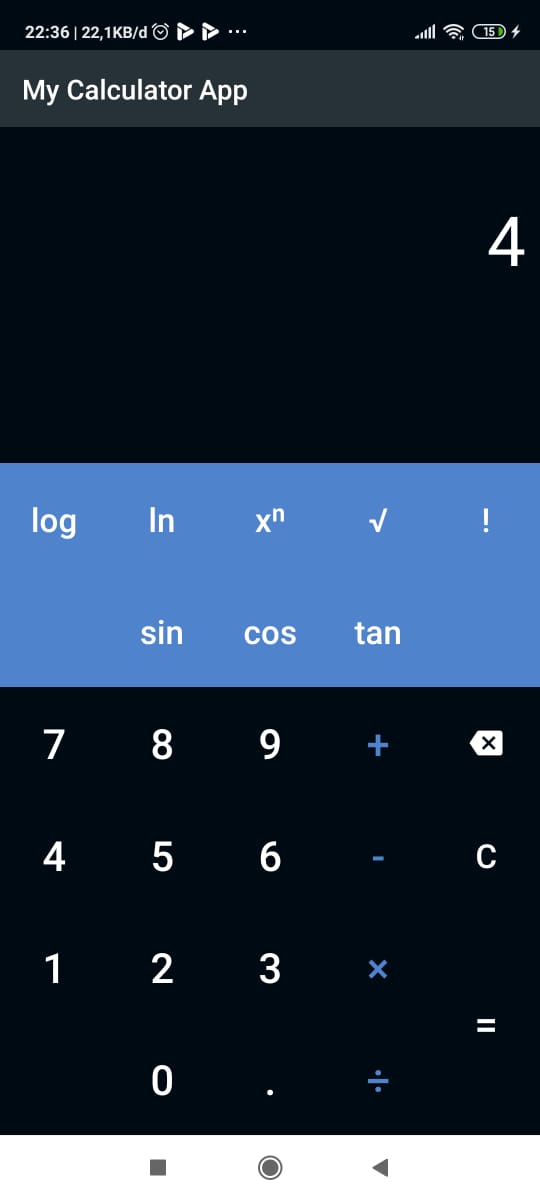 22:36 | 22,1KB/d ... 15
My Calculator App
4
log ln xⁿ √ !
sin cos tan
7 8 9 +
4 5 6 - C
1 2 3 ×
=
0 . ÷